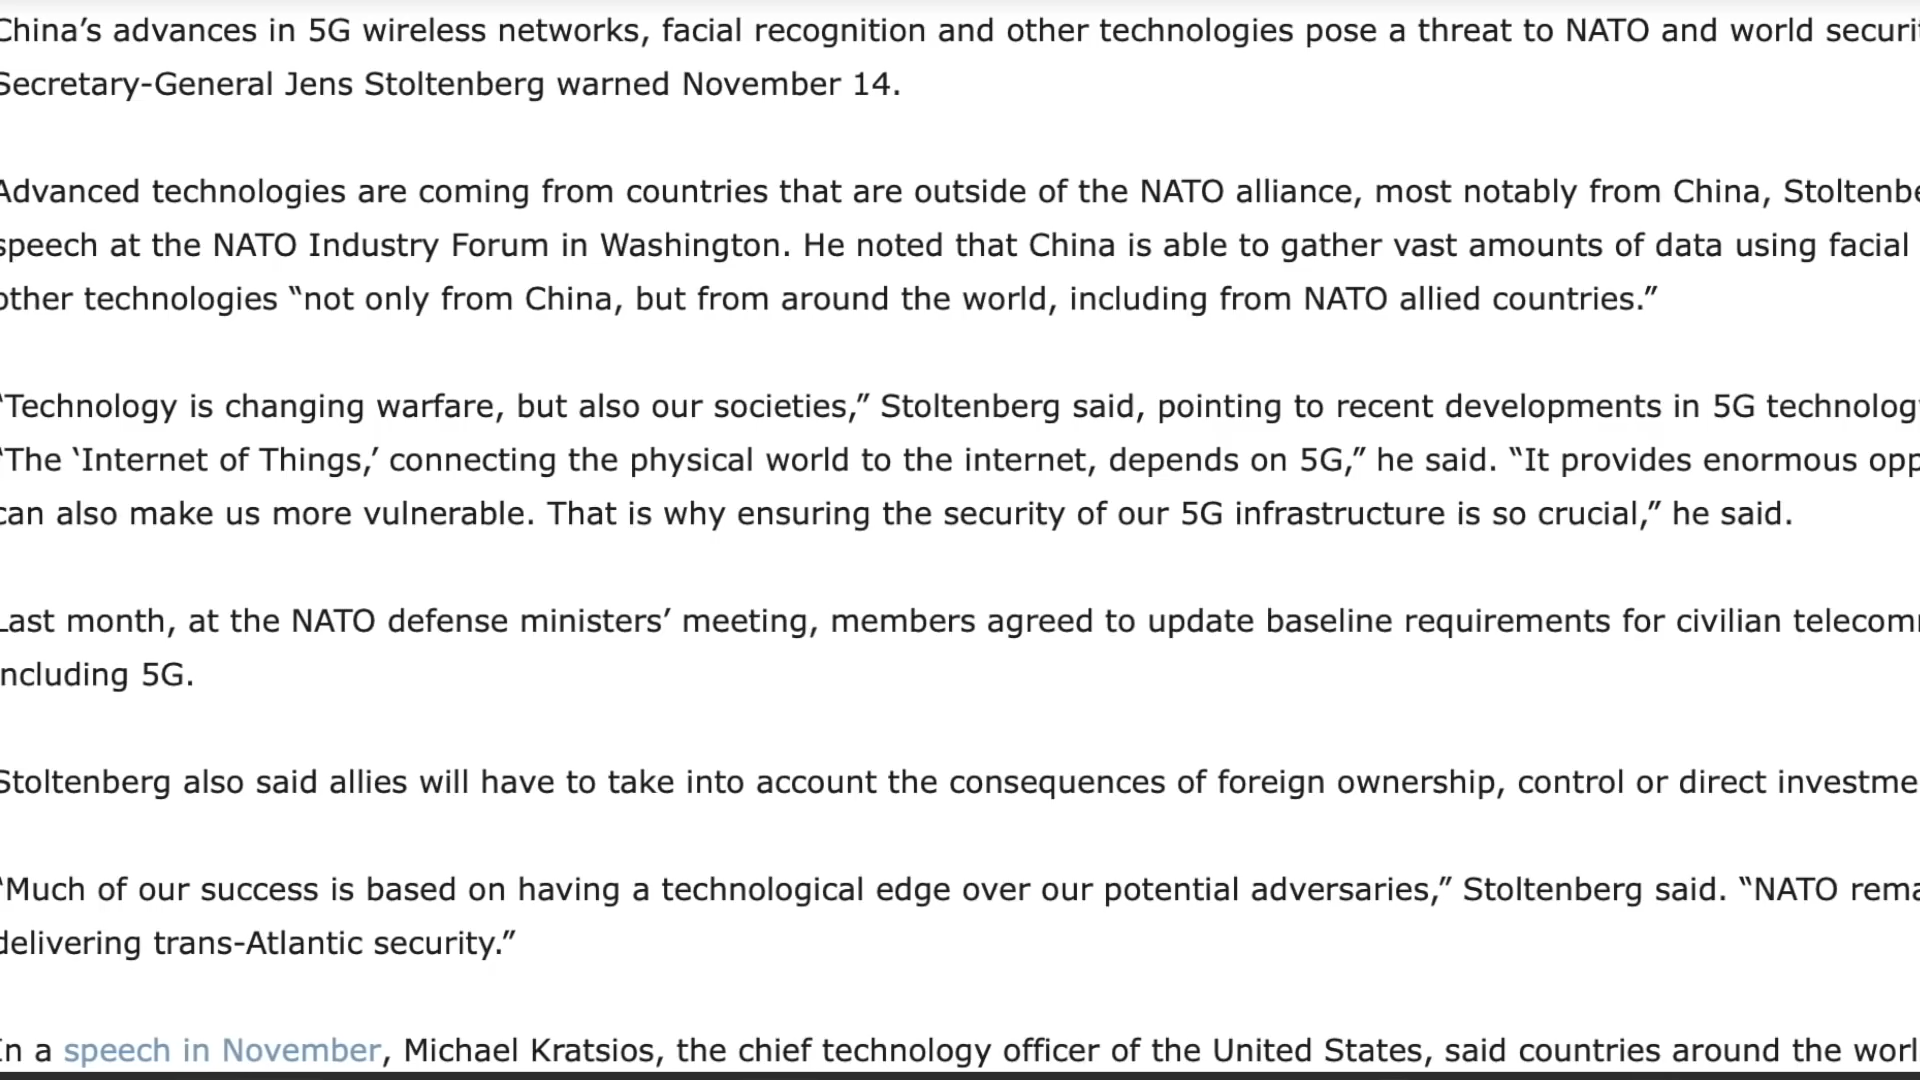 China’s advances in 5G wireless networks, facial recognition and other technologies pose a threat to NATO and world
Secretary-General Jens Stoltenberg warned November 14.
Advanced technologies are coming from countries that are outside of the NATO alliance, most notably from China,
speech at the NATO Industry Forum in Washington. He noted that China is able to gather vast amounts of data using facial
other technologies “not only from China, but from around the world, including from NATO allied countries.”
“Technology is changing warfare, but also our societies,” Stoltenberg said, pointing to recent developments in 5G
“The ‘Internet of Things,’ connecting the physical world to the internet, depends on 5G,” he said. “It provides enormous
can also make us more vulnerable. That is why ensuring the security of our 5G infrastructure is so crucial,” he said.
Last month, at the NATO defense ministers’ meeting, members agreed to update baseline requirements for civilian
including 5G.
Stoltenberg also said allies will have to take into account the consequences of foreign ownership, control or direct
“Much of our success is based on having a technological edge over our potential adversaries,” Stoltenberg said. “NATO
delivering trans-Atlantic security.”
In a speech in November, Michael Kratsios, the chief technology officer of the United States, said countries around the